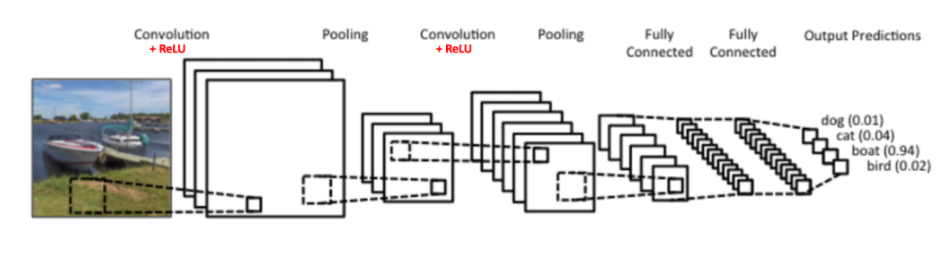 Convolution
+ ReLU
Pooling
Convolution
+ ReLU
Pooling
Fully
Connected
Fully
Connected
Output Predictions
dog (0.01)
cat (0.04)
boat (0.94)
bird (0.02)